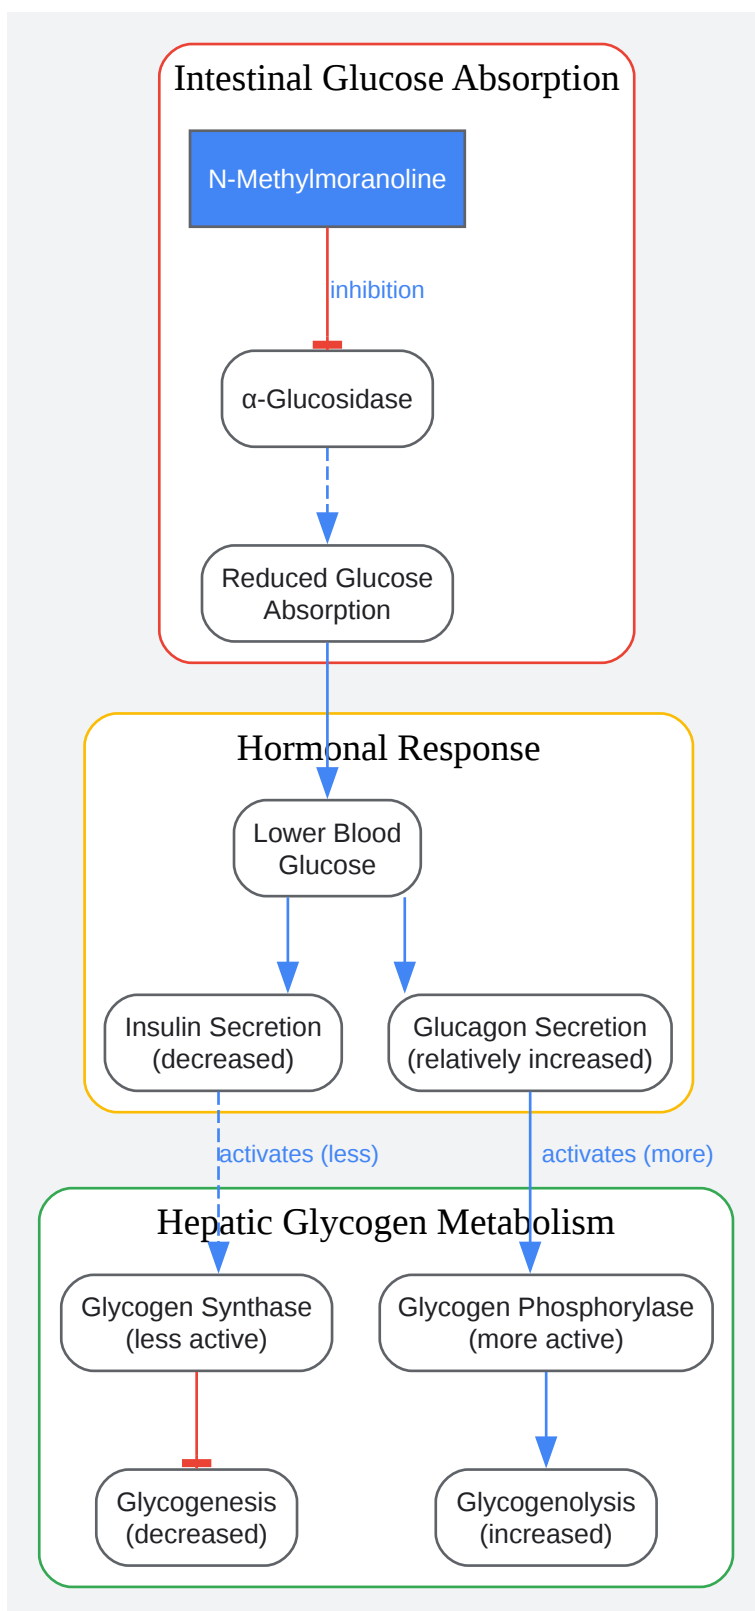 Intestinal Glucose Absorption
N-Methylmoranoline
inhibition
α-Glucosidase
Reduced Glucose
Absorption
Hormonal Response
Lower Blood
Glucose
Insulin Secretion
(decreased)
Glucagon Secretion
(relatively increased)
activates (less)
activates (more)
Hepatic Glycogen Metabolism
Glycogen Synthase
(less active)
Glycogen Phosphorylase
(more active)
Glycogenesis
(decreased)
Glycogenolysis
(increased)